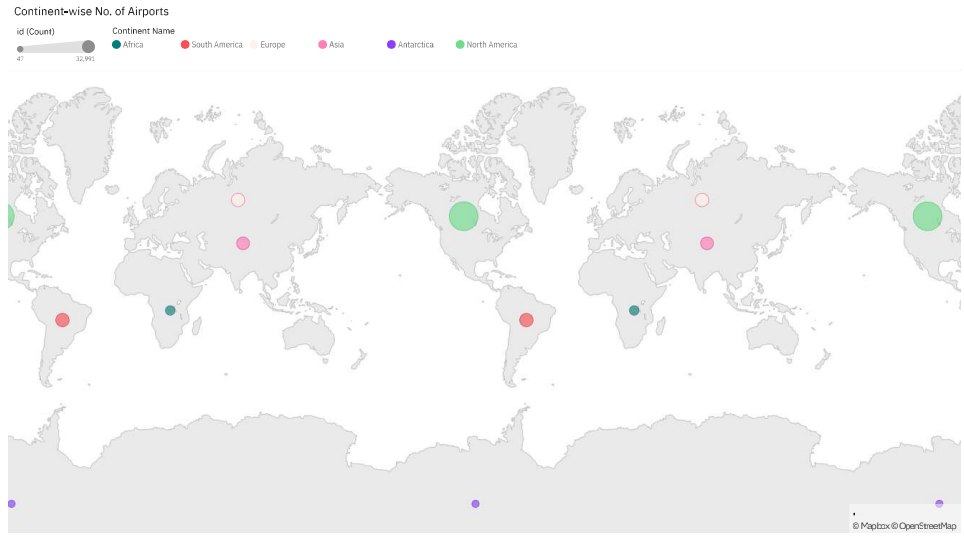 Continent-wise No. of Airports
id (Count)
47 32,991
Continent Name
Africa South America Europe Asia Antarctica North America
© Mapbox © OpenStreetMap